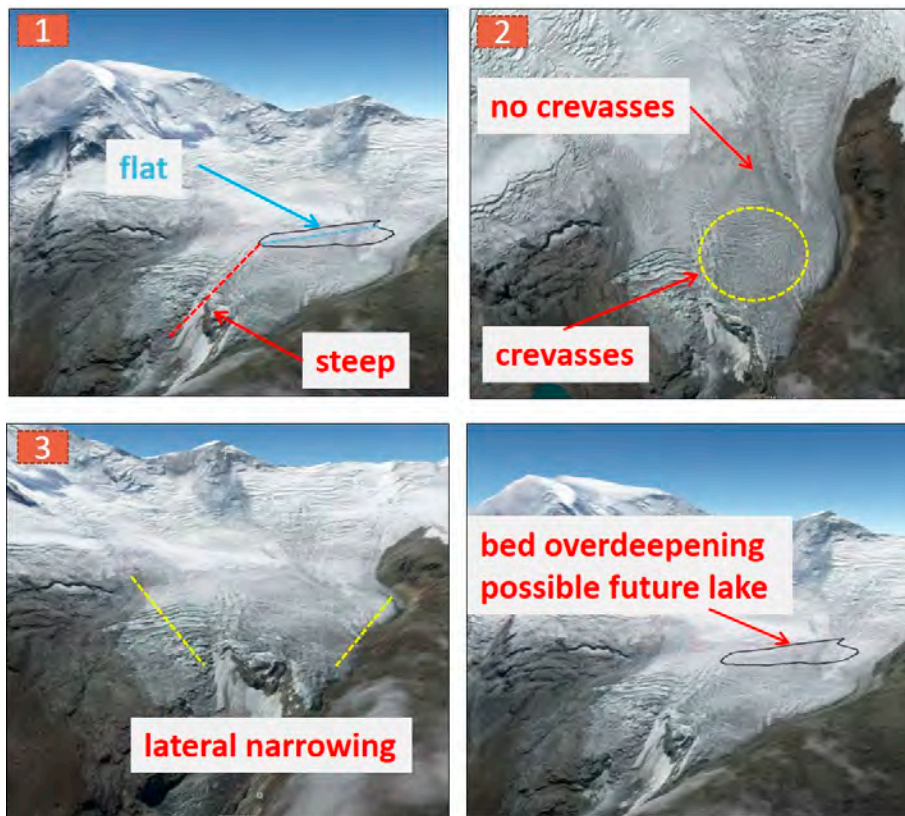 1
flat
steep
2
no crevasses
crevasses
3
lateral narrowing
bed overdeepening
possible future lake